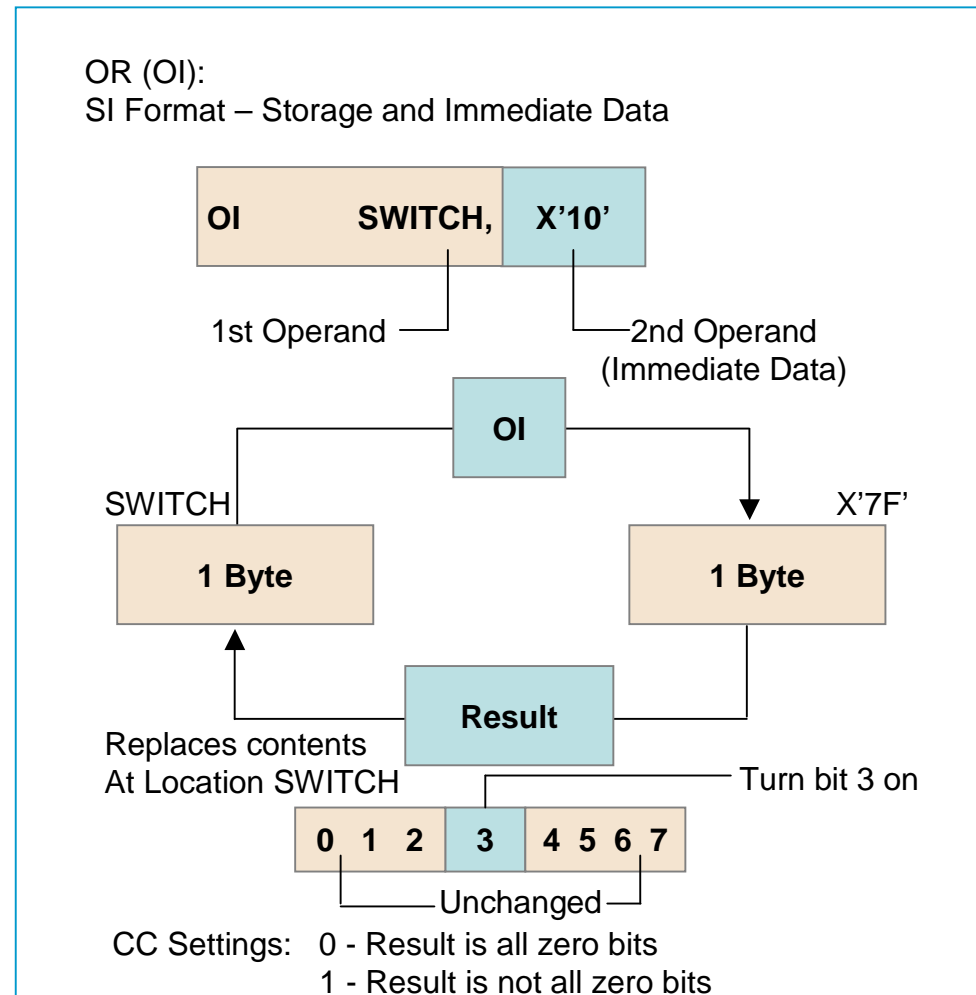 OR (OI):
SI Format – Storage and Immediate Data
OI SWITCH, X’10’
1st Operand
2nd Operand
(Immediate Data)
OI
SWITCH
X’7F’
1 Byte
1 Byte
Result
Replaces contents
At Location SWITCH
Turn bit 3 on
0 1 2 3 4 5 6 7
Unchanged
CC Settings: 0 - Result is all zero bits
1 - Result is not all zero bits